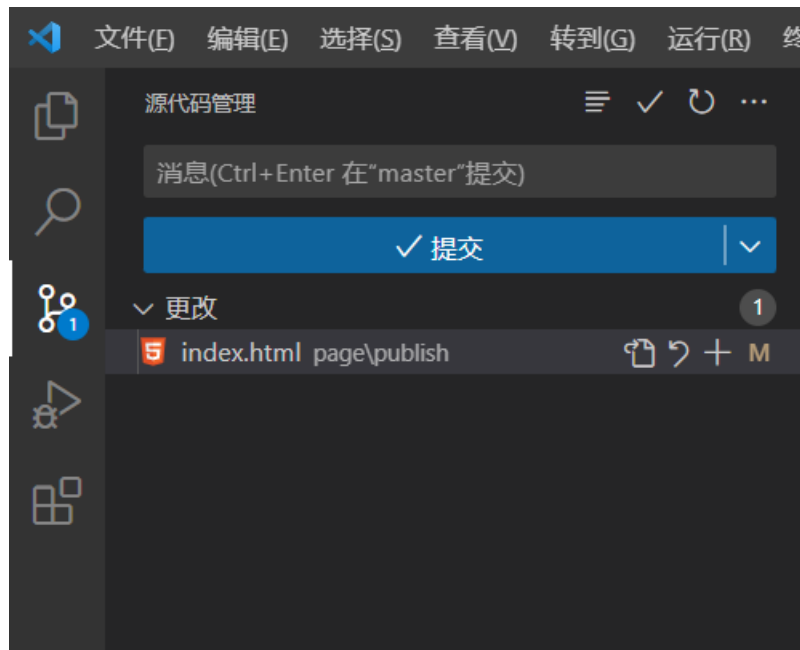 文件(F) 编辑(E) 选择(S) 查看(V) 转到(G) 运行(R) 终
源代码管理
消息(Ctrl+Enter 在“master”提交)
提交
更改 1
index.html page\publish M
1